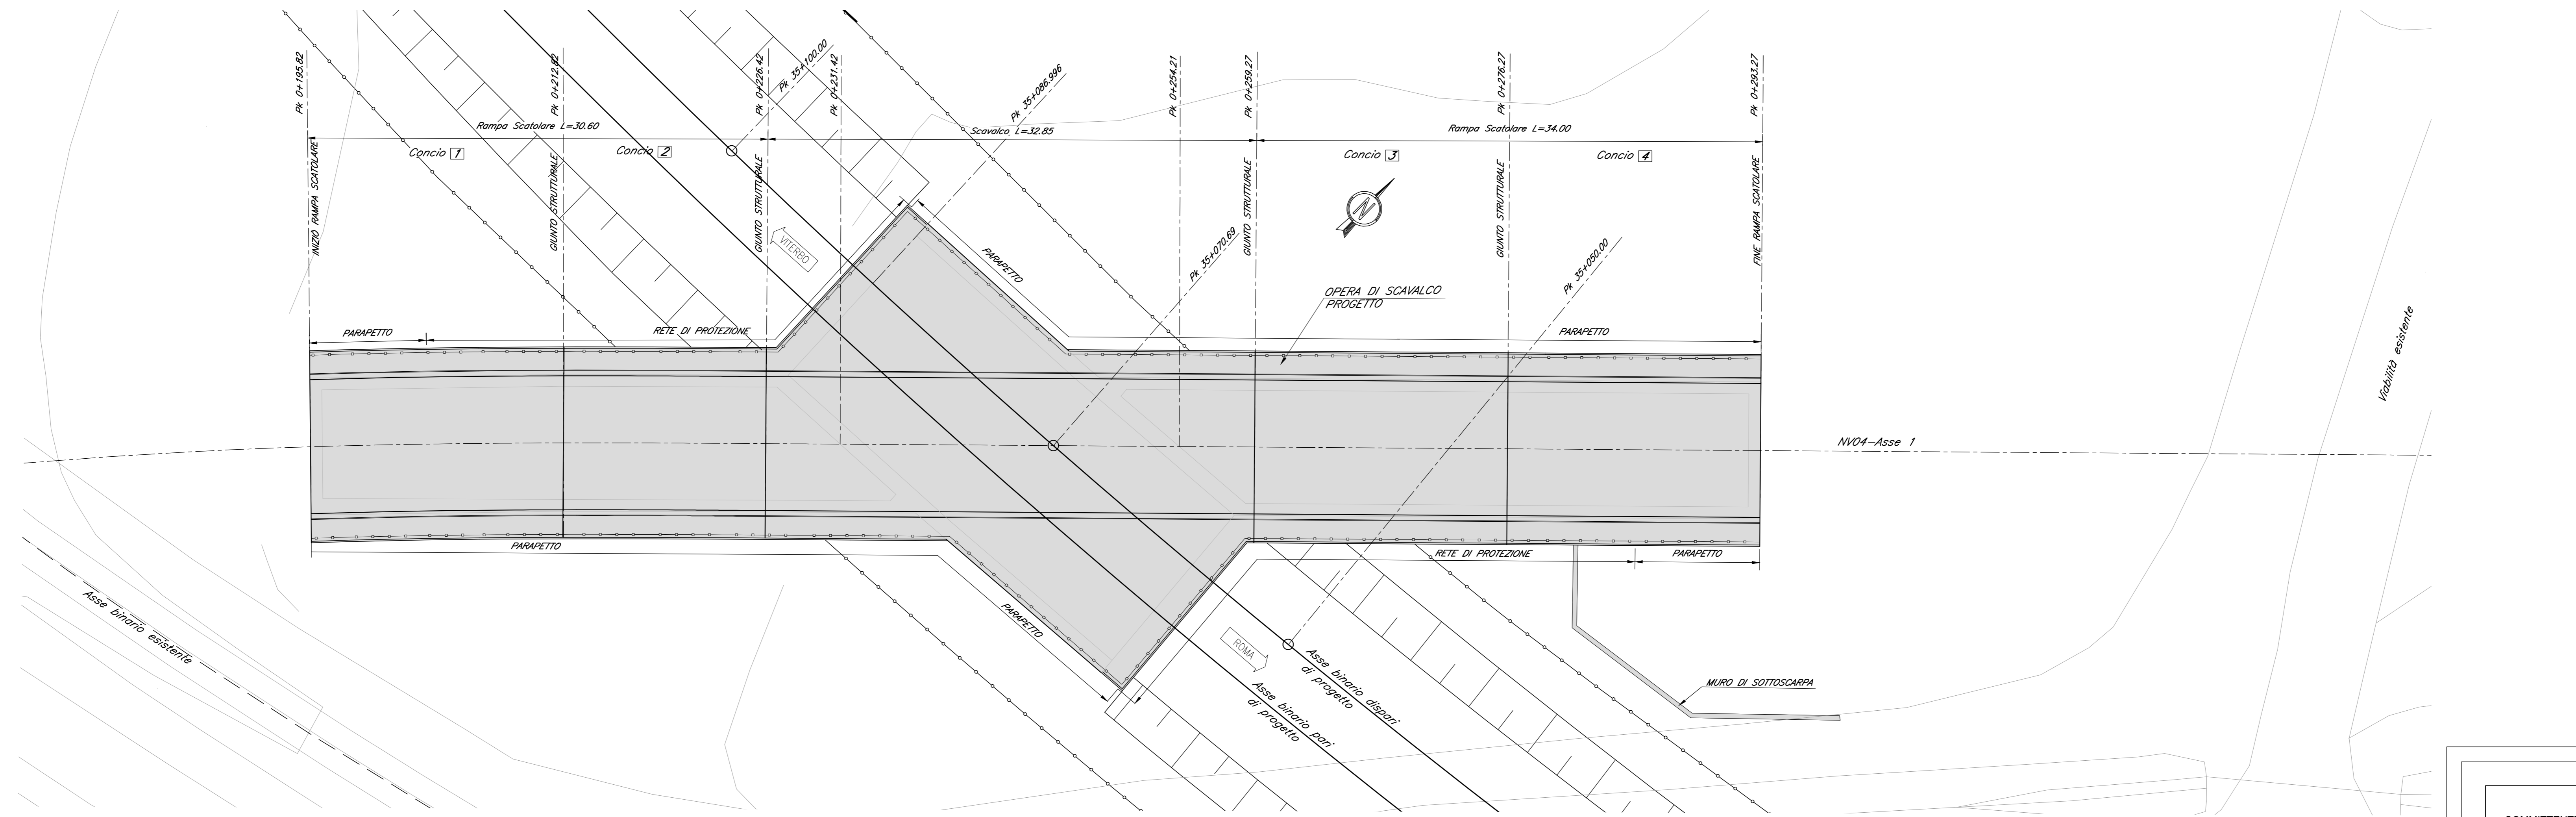 Pk 0+195.82
INIZIO RAMPA SCATOLARE
Pk 0+212.82
GIUNTO STRUTTURALE
Pk 0+226.42
GIUNTO STRUTTURALE
Pk 35+100.00
Pk 0+231.42
Pk 35+086.996
Pk 0+254.21
Pk 0+259.27
GIUNTO STRUTTURALE
Pk 0+276.27
GIUNTO STRUTTURALE
Pk 0+293.27
FINE RAMPA SCATOLARE
Rampa Scatolare L=30.60
Scavalco L=32.85
Rampa Scatolare L=34.00
Concio 1
Concio 2
Concio 3
Concio 4
N
VITERBO
PARAPETTO
Pk 35+070.69
Pk 35+050.00
OPERA DI SCAVALCO
PROGETTO
PARAPETTO
RETE DI PROTEZIONE
PARAPETTO
Viabilità esistente
NV04-Asse 1
PARAPETTO
RETE DI PROTEZIONE
PARAPETTO
PARAPETTO
ROMA
Asse binario esistente
Asse binario dispari
di progetto
Asse binario pari
di progetto
MURO DI SOTTOSCARPA